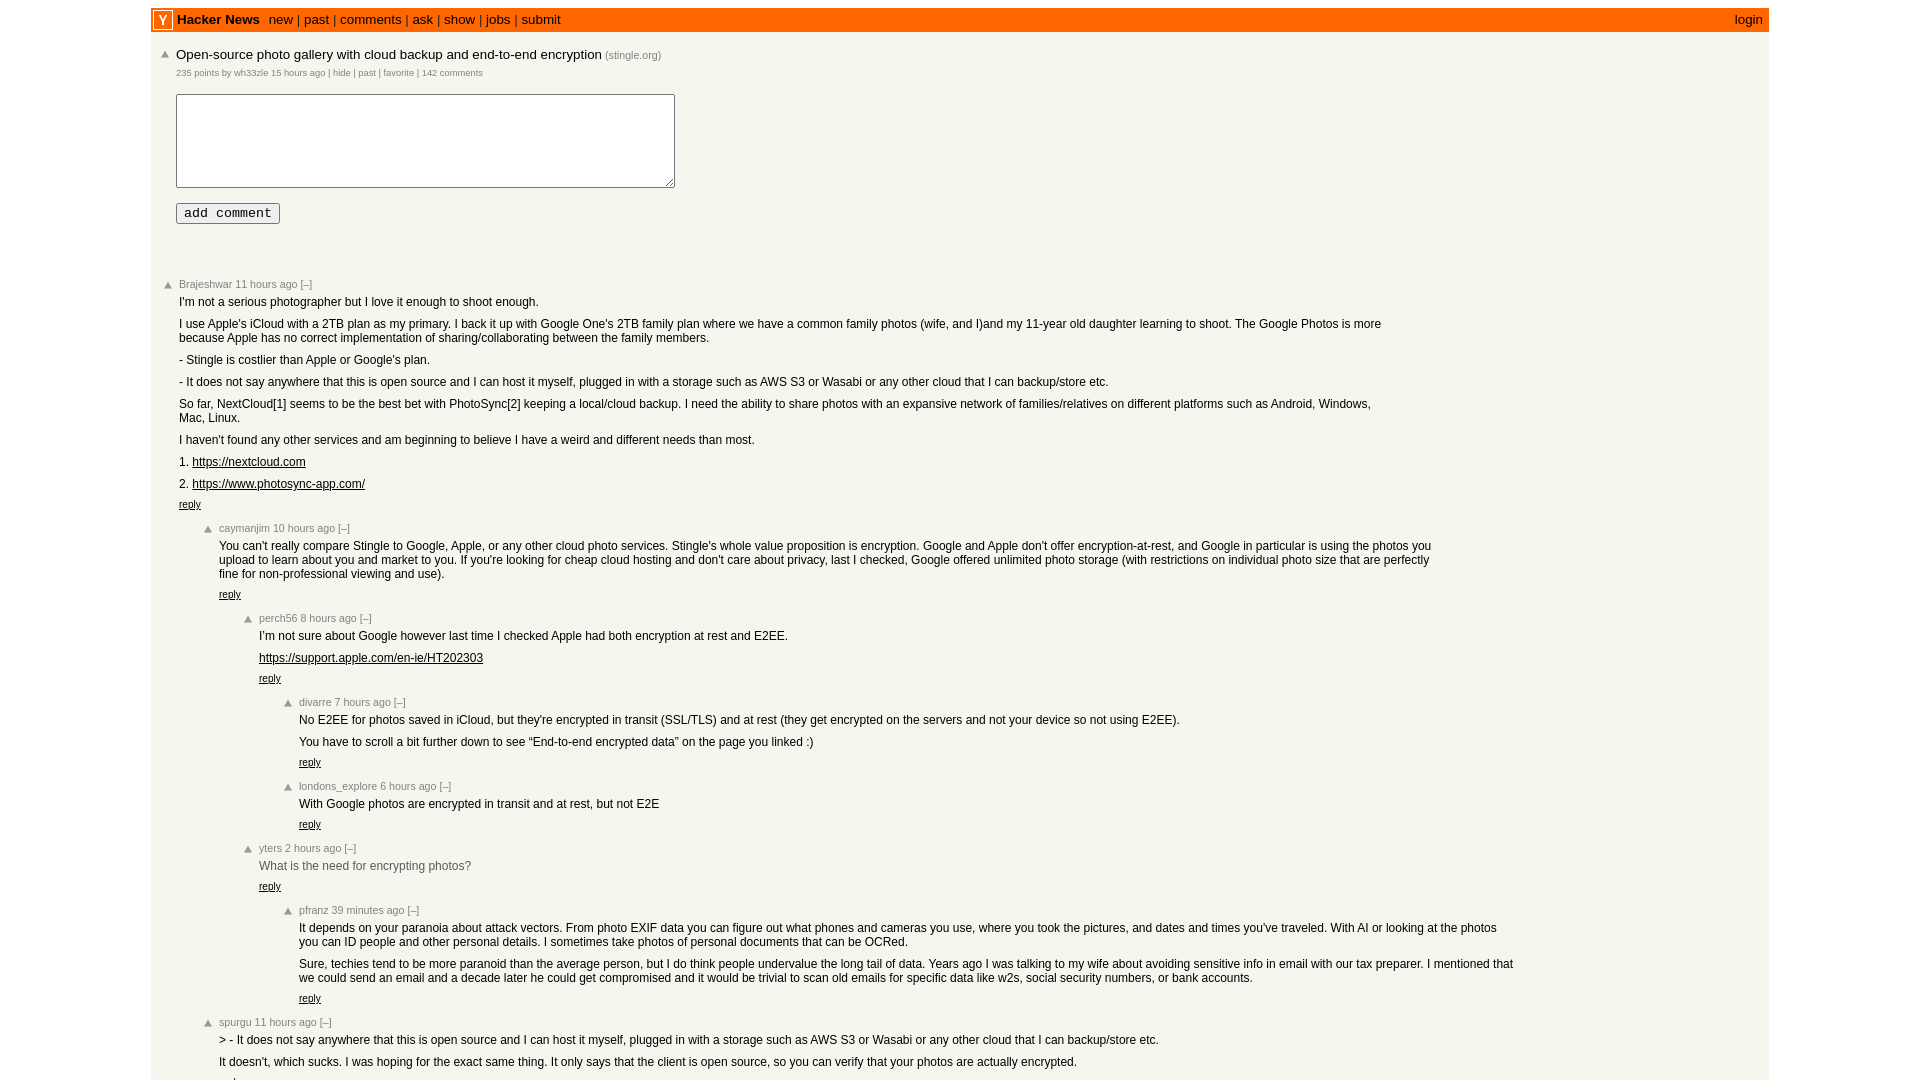 Y Hacker News new | past | comments | ask | show | jobs | submit login
Open-source photo gallery with cloud backup and end-to-end encryption (stingle.org)
235 points by wh33zle 15 hours ago | hide | past | favorite | 142 comments
add comment
Brajeshwar 11 hours ago [–]
I'm not a serious photographer but I love it enough to shoot enough.
I use Apple's iCloud with a 2TB plan as my primary. I back it up with Google One's 2TB family plan where we have a common family photos (wife, and I)and my 11-year old daughter learning to shoot. The Google Photos is more
because Apple has no correct implementation of sharing/collaborating between the family members.
- Stingle is costlier than Apple or Google's plan.
- It does not say anywhere that this is open source and I can host it myself, plugged in with a storage such as AWS S3 or Wasabi or any other cloud that I can backup/store etc.
So far, NextCloud[1] seems to be the best bet with PhotoSync[2] keeping a local/cloud backup. I need the ability to share photos with an expansive network of families/relatives on different platforms such as Android, Windows,
Mac, Linux.
I haven't found any other services and am beginning to believe I have a weird and different needs than most.
1. https://nextcloud.com
2. https://www.photosync-app.com/
reply
caymanjim 10 hours ago [–]
You can't really compare Stingle to Google, Apple, or any other cloud photo services. Stingle's whole value proposition is encryption. Google and Apple don't offer encryption-at-rest, and Google in particular is using the photos you
upload to learn about you and market to you. If you're looking for cheap cloud hosting and don't care about privacy, last I checked, Google offered unlimited photo storage (with restrictions on individual photo size that are perfectly
fine for non-professional viewing and use).
reply
perch56 8 hours ago [–]
I’m not sure about Google however last time I checked Apple had both encryption at rest and E2EE.
https://support.apple.com/en-ie/HT202303
reply
divarre 7 hours ago [–]
No E2EE for photos saved in iCloud, but they're encrypted in transit (SSL/TLS) and at rest (they get encrypted on the servers and not your device so not using E2EE).
You have to scroll a bit further down to see “End-to-end encrypted data” on the page you linked :)
reply
londons_explore 6 hours ago [–]
With Google photos are encrypted in transit and at rest, but not E2E
reply
yters 2 hours ago [–]
What is the need for encrypting photos?
reply
pfranz 39 minutes ago [–]
It depends on your paranoia about attack vectors. From photo EXIF data you can figure out what phones and cameras you use, where you took the pictures, and dates and times you've traveled. With AI or looking at the photos
you can ID people and other personal details. I sometimes take photos of personal documents that can be OCRed.
Sure, techies tend to be more paranoid than the average person, but I do think people undervalue the long tail of data. Years ago I was talking to my wife about avoiding sensitive info in email with our tax preparer. I mentioned that
we could send an email and a decade later he could get compromised and it would be trivial to scan old emails for specific data like w2s, social security numbers, or bank accounts.
reply
spurgu 11 hours ago [–]
> - It does not say anywhere that this is open source and I can host it myself, plugged in with a storage such as AWS S3 or Wasabi or any other cloud that I can backup/store etc.
It doesn't, which sucks. I was hoping for the exact same thing. It only says that the client is open source, so you can verify that your photos are actually encrypted.